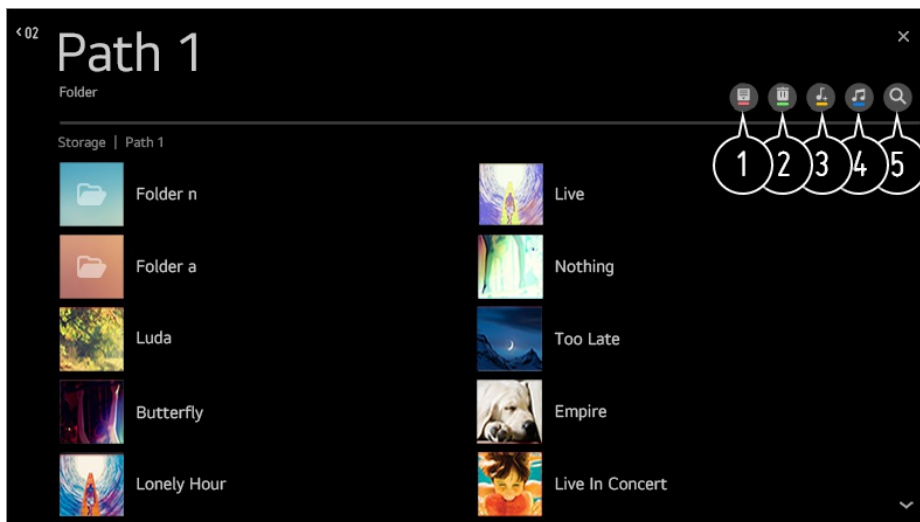 <02
Path 1
×
Folder
1 2 3 4 5
Storage | Path 1
Folder n
Live
Folder a
Nothing
Luda
Too Late
Butterfly
Empire
Lonely Hour
Live In Concert